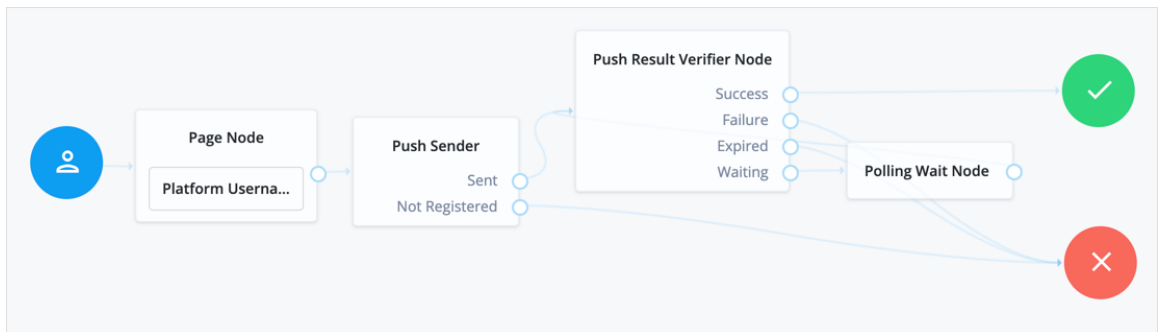 Page Node
Platform Userna...
Push Sender
Sent
Not Registered
Push Result Verifier Node
Success
Failure
Expired
Waiting
Polling Wait Node